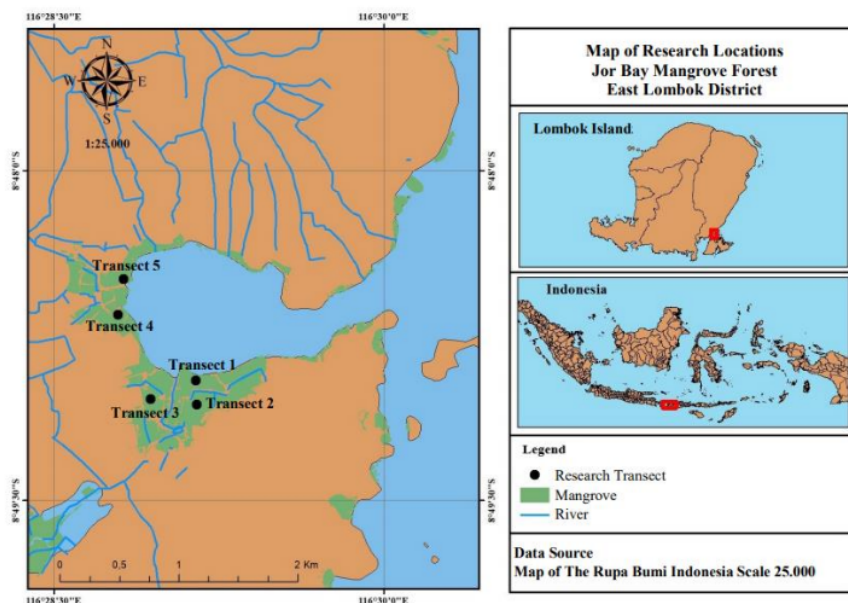 116°28'30"E
116°30'0"E
N
W
E
S
1:25.000
8°48'0"S
8°48'0"S
Transect 5
Transect 4
Transect 1
Transect 3
Transect 2
8°49'30"S
8°49'30"S
0
0,5
1
2 Km
116°28'30"E
116°30'0"E
Map of Research Locations
Jor Bay Mangrove Forest
East Lombok District
Lombok Island
Indonesia
Legend
Research Transect
Mangrove
River
Data Source
Map of The Rupa Bumi Indonesia Scale 25.000